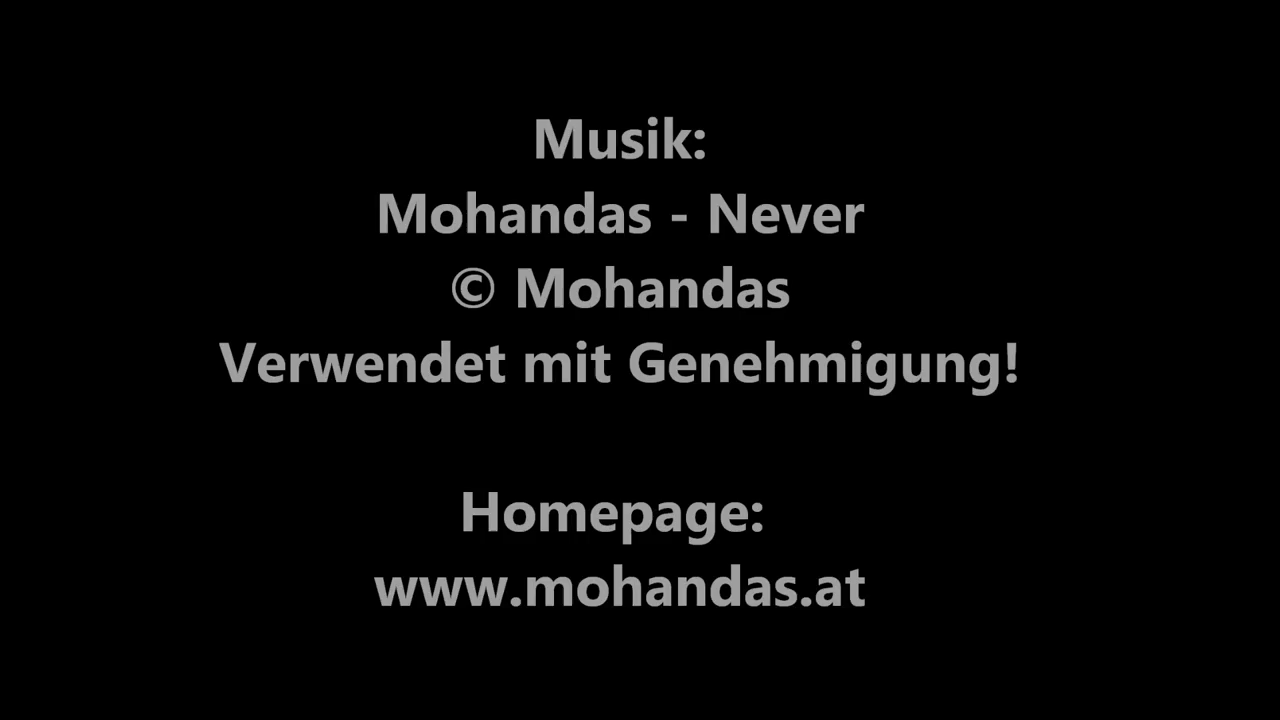 Musik:
Mohandas - Never
© Mohandas
Verwendet mit Genehmigung!
Homepage:
www.mohandas.at